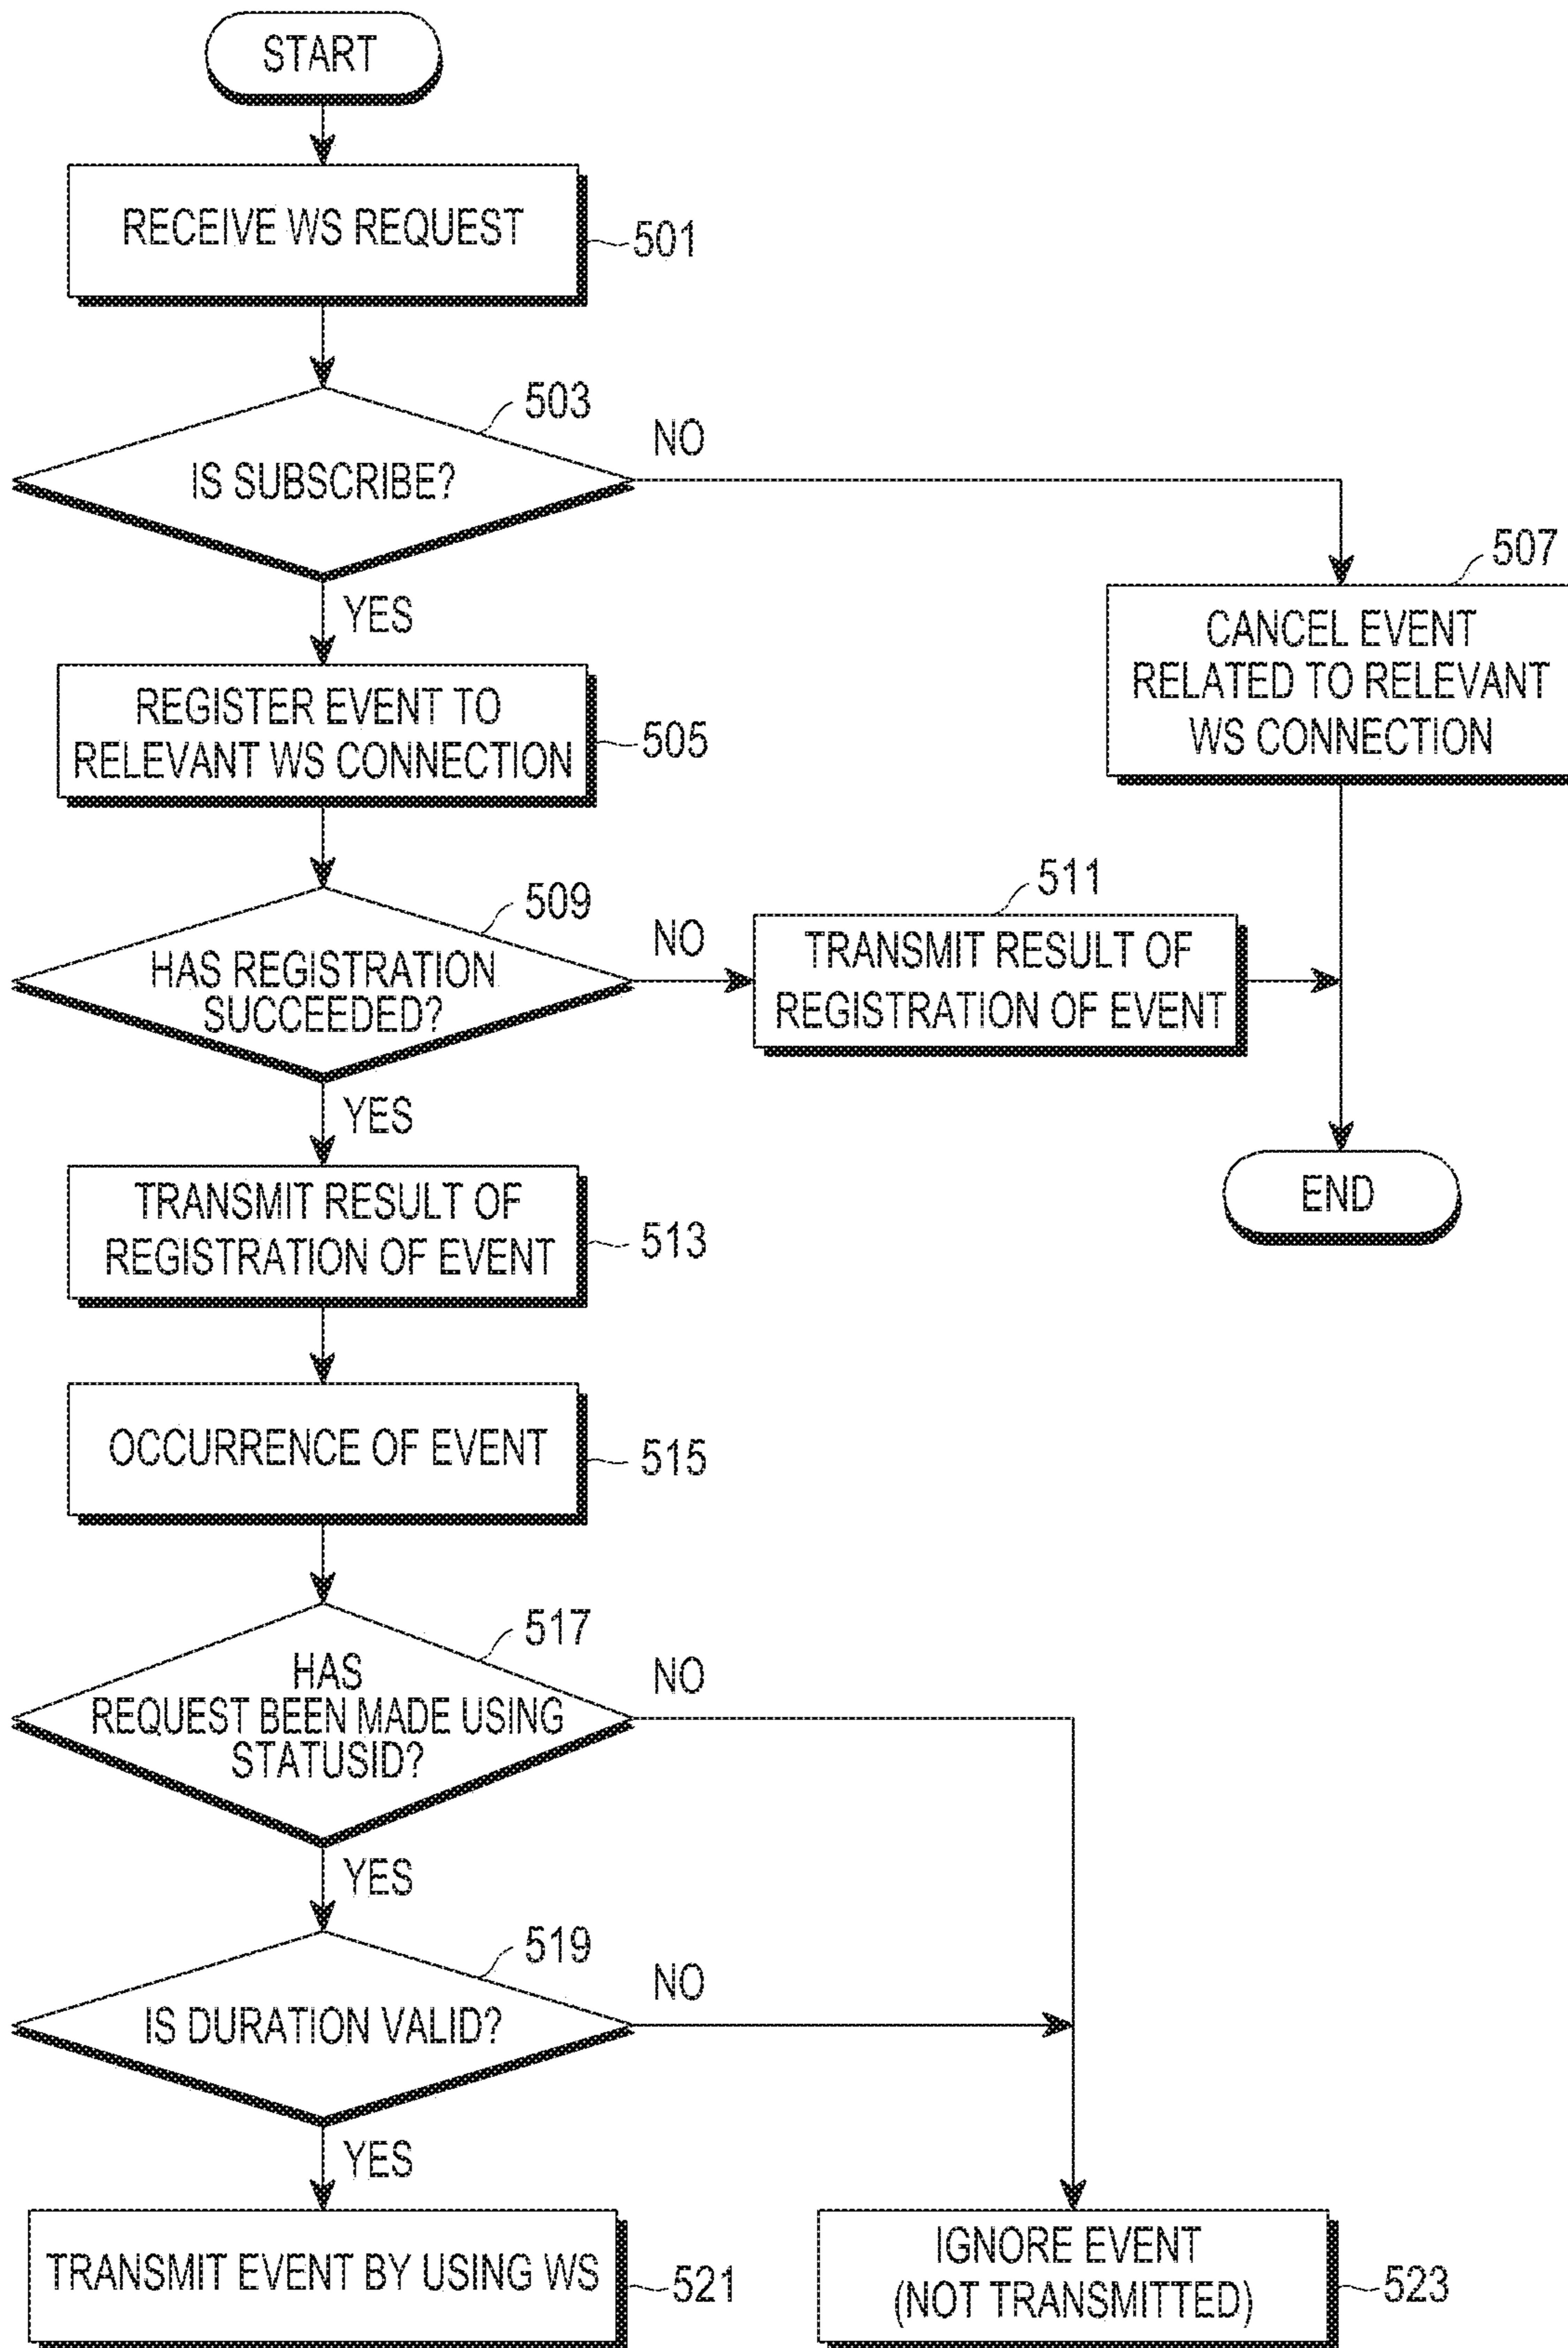 START
RECEIVE WS REQUEST
501
503
IS SUBSCRIBE?
NO
YES
507
CANCEL EVENT
RELATED TO RELEVANT
WS CONNECTION
REGISTER EVENT TO
RELEVANT WS CONNECTION
505
509
HAS REGISTRATION
SUCCEEDED?
NO
511
TRANSMIT RESULT OF
REGISTRATION OF EVENT
YES
END
TRANSMIT RESULT OF
REGISTRATION OF EVENT
513
OCCURRENCE OF EVENT
515
517
HAS
REQUEST BEEN MADE USING
STATUSID?
NO
YES
519
IS DURATION VALID?
NO
YES
TRANSMIT EVENT BY USING WS
521
IGNORE EVENT
(NOT TRANSMITTED)
523